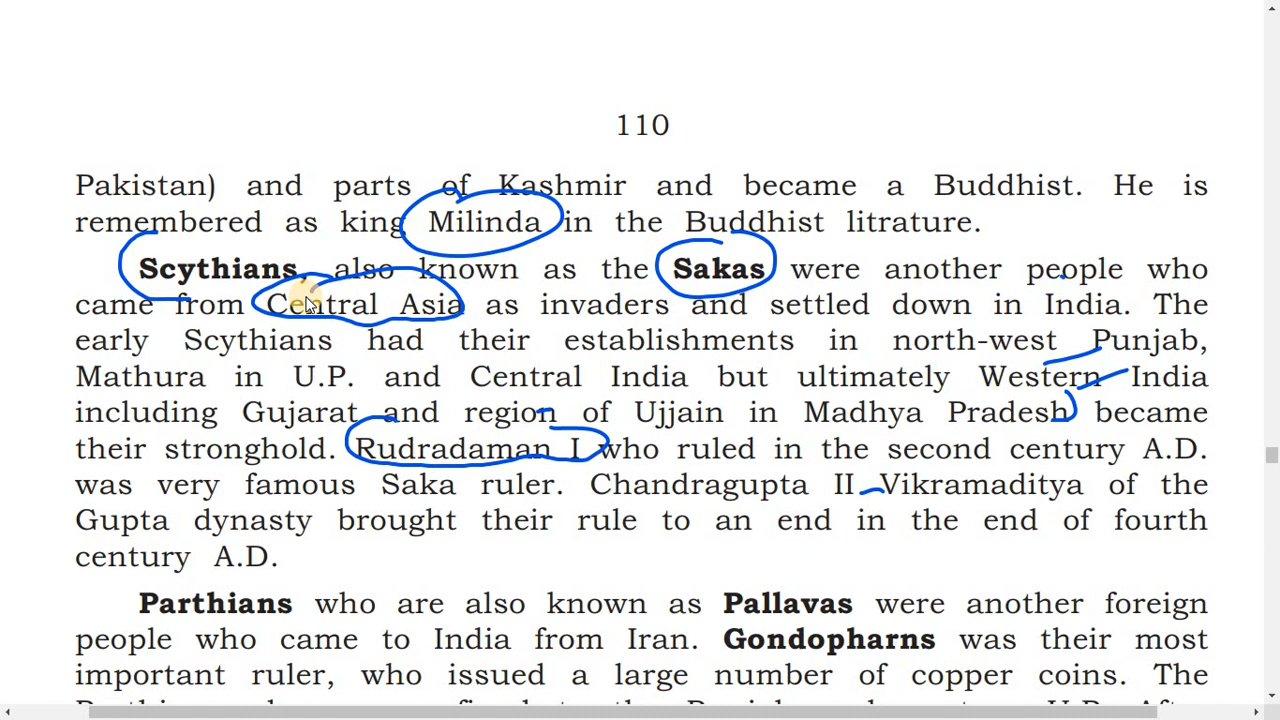 110
Pakistan) and parts of Kashmir and became a Buddhist. He is
remembered as king Milinda in the Buddhist litrature.
Scythians, also known as the Sakas were another people who
came from Central Asia as invaders and settled down in India. The
early Scythians had their establishments in north-west Punjab,
Mathura in U.P. and Central India but ultimately Western India
including Gujarat and region of Ujjain in Madhya Pradesh became
their stronghold. Rudradaman I who ruled in the second century A.D.
was very famous Saka ruler. Chandragupta II Vikramaditya of the
Gupta dynasty brought their rule to an end in the end of fourth
century A.D.
Parthians who are also known as Pallavas were another foreign
people who came to India from Iran. Gondopharns was their most
important ruler, who issued a large number of copper coins. The